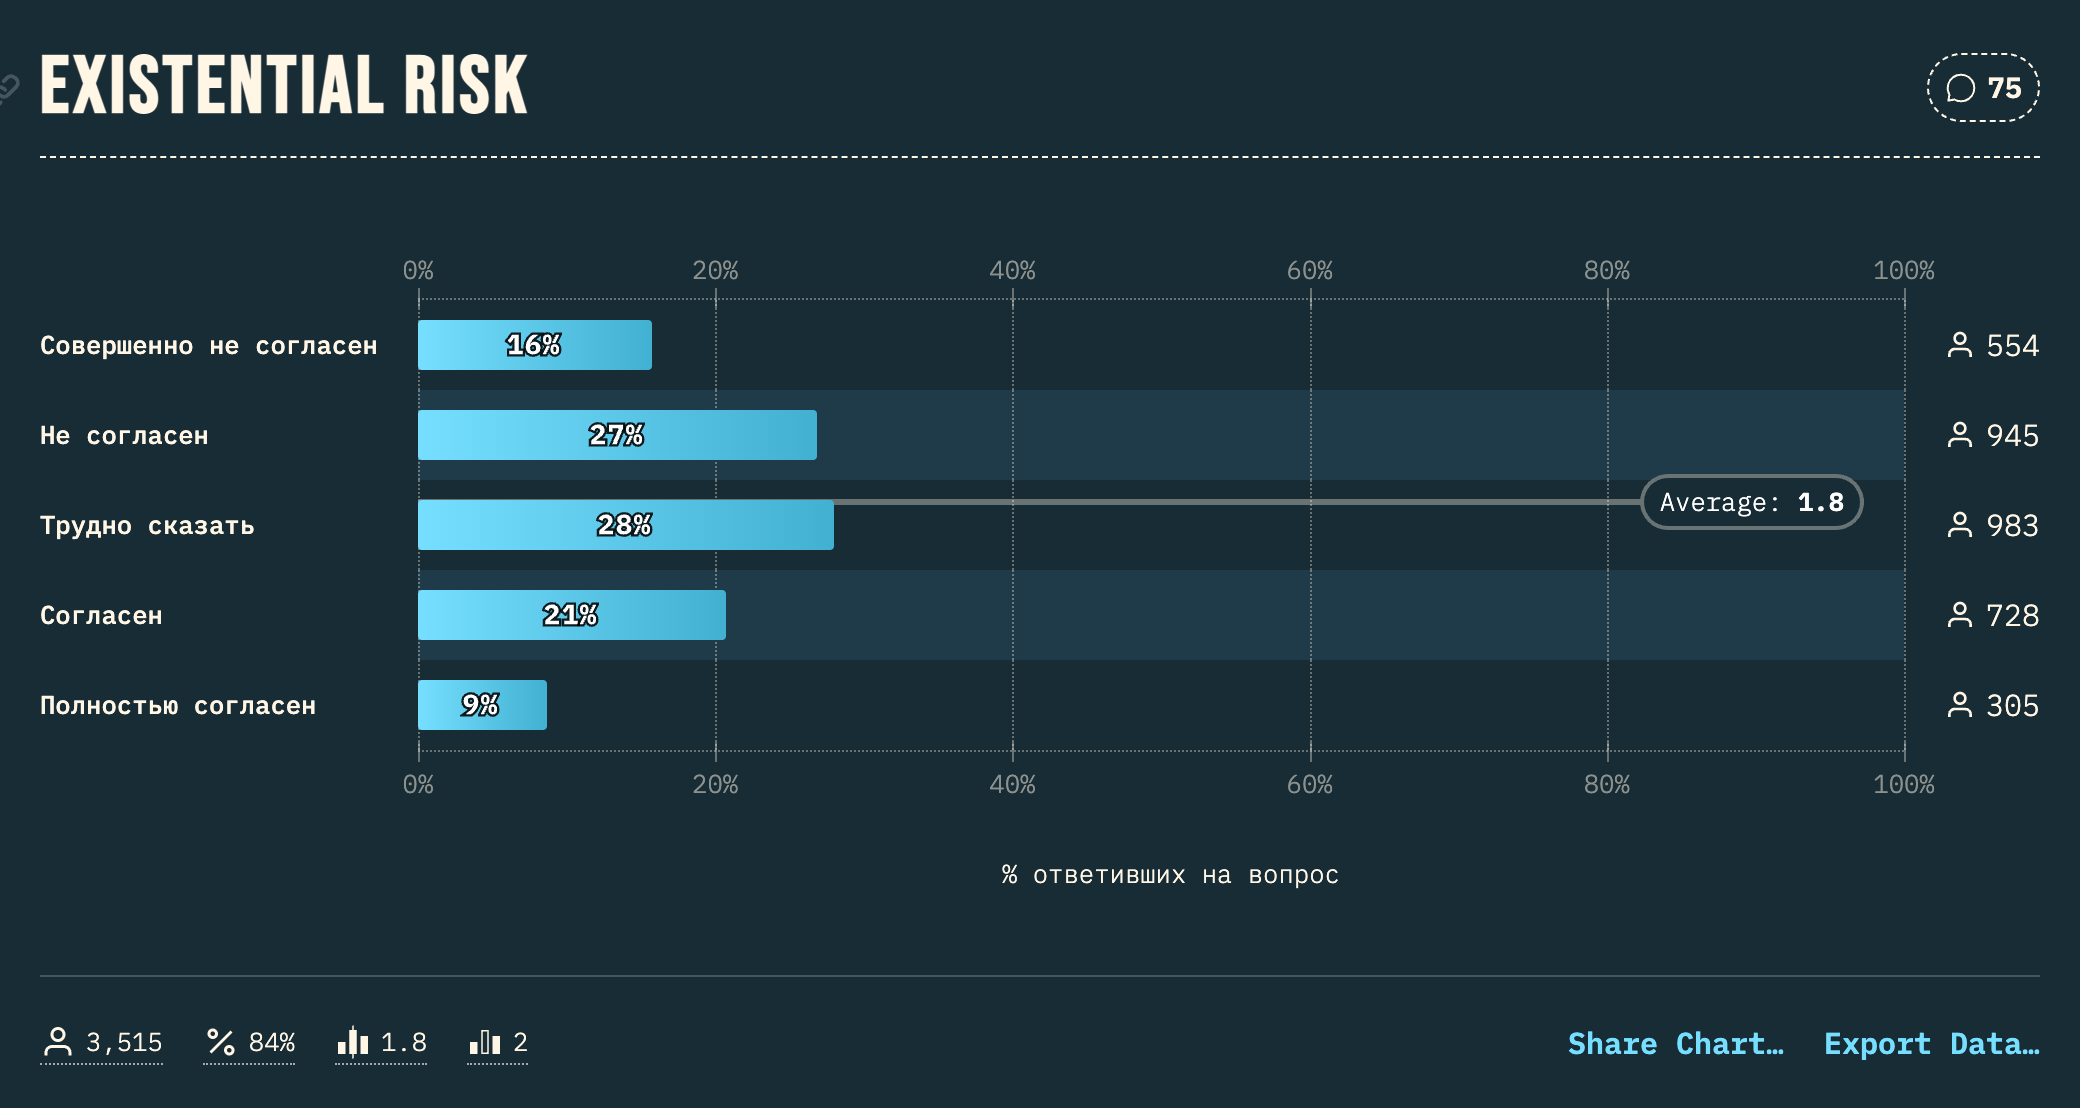 EXISTENTIAL RISK
75
0% 20% 40% 60% 80% 100%
Совершенно не согласен 16% 554
Не согласен 27% 945
Average: 1.8
Трудно сказать 28% 983
Согласен 21% 728
Полностью согласен 9% 305
0% 20% 40% 60% 80% 100%
% ответивших на вопрос
3,515 84% 1.8 2 Share Chart… Export Data…